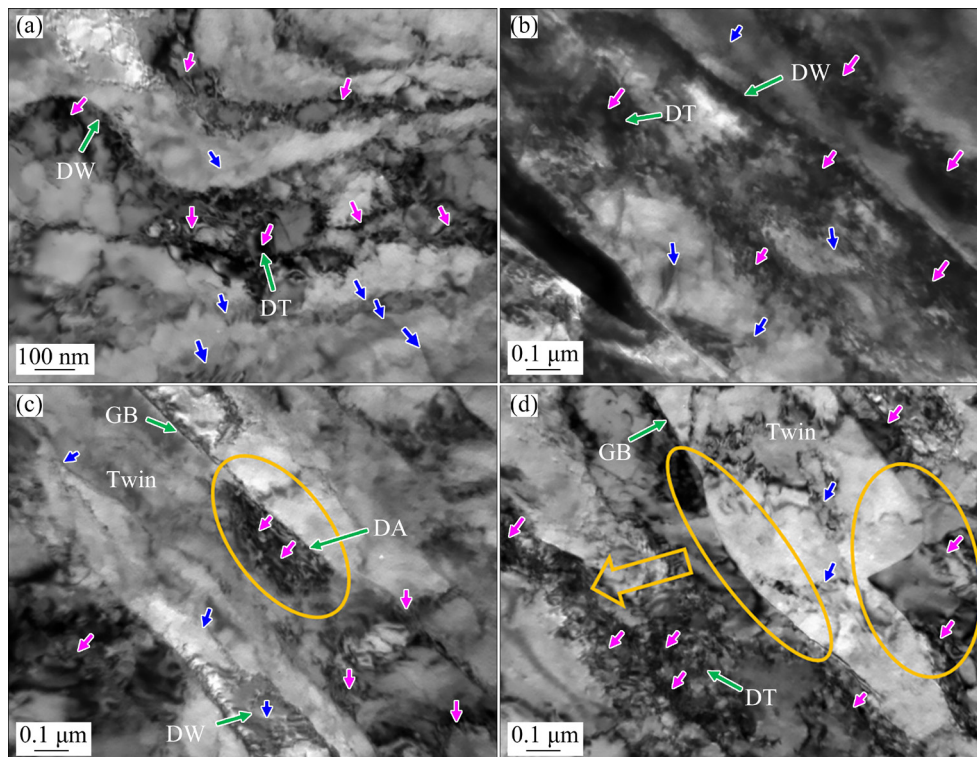 (a)
DW
DT
100 nm
(b)
DW
DT
0.1 μm
(c)
GB
Twin
DA
DW
0.1 μm
(d)
Twin
GB
DT
0.1 μm